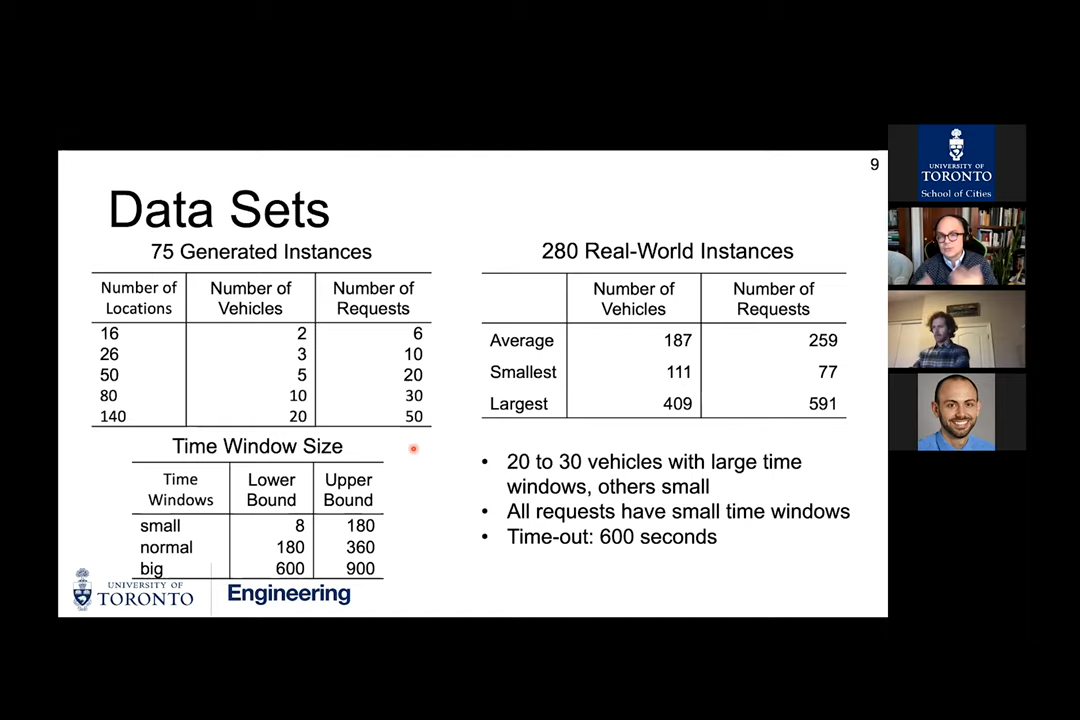 9
Data Sets
75 Generated Instances
Number of Locations Number of Vehicles Number of Requests
16 2 6
26 3 10
50 5 20
80 10 30
140 20 50
Time Window Size
Time Windows Lower Bound Upper Bound
small 8 180
normal 180 360
big 600 900
280 Real-World Instances
Number of Vehicles Number of Requests
Average 187 259
Smallest 111 77
Largest 409 591
• 20 to 30 vehicles with large time
windows, others small
• All requests have small time windows
• Time-out: 600 seconds
UNIVERSITY OF
TORONTO
Engineering
UNIVERSITY OF
TORONTO
School of Cities